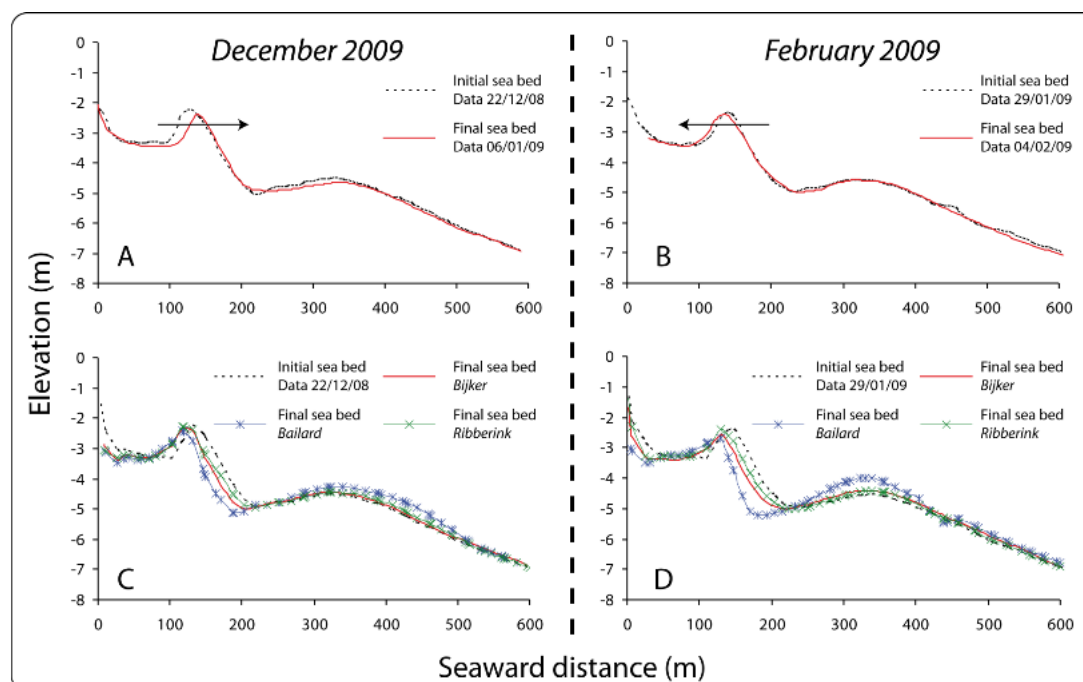 December 2009
February 2009
Elevation (m)
0
-1
-2
-3
-4
-5
-6
-7
-8
0
100
200
300
400
500
600
Initial sea bed
Data 22/12/08
Final sea bed
Data 06/01/09
A
0
-1
-2
-3
-4
-5
-6
-7
-8
0
100
200
300
400
500
600
Initial sea bed
Data 29/01/09
Final sea bed
Data 04/02/09
B
0
-1
-2
-3
-4
-5
-6
-7
-8
0
100
200
300
400
500
600
Initial sea bed
Data 22/12/08
Final sea bed
Bijker
Final sea bed
Bailard
Final sea bed
Ribberink
C
0
-1
-2
-3
-4
-5
-6
-7
-8
0
100
200
300
400
500
600
Initial sea bed
Data 29/01/09
Final sea bed
Bijker
Final sea bed
Bailard
Final sea bed
Ribberink
D
Seaward distance (m)